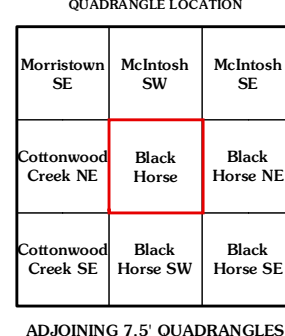 QUADRANGLE LOCATION
Morristown
SE
McIntosh
SW
McIntosh
SE
Cottonwood
Creek NE
Black
Horse
Black
Horse NE
Cottonwood
Creek SE
Black
Horse SW
Black
Horse SE
ADJOINING 7.5' QUADRANGLES